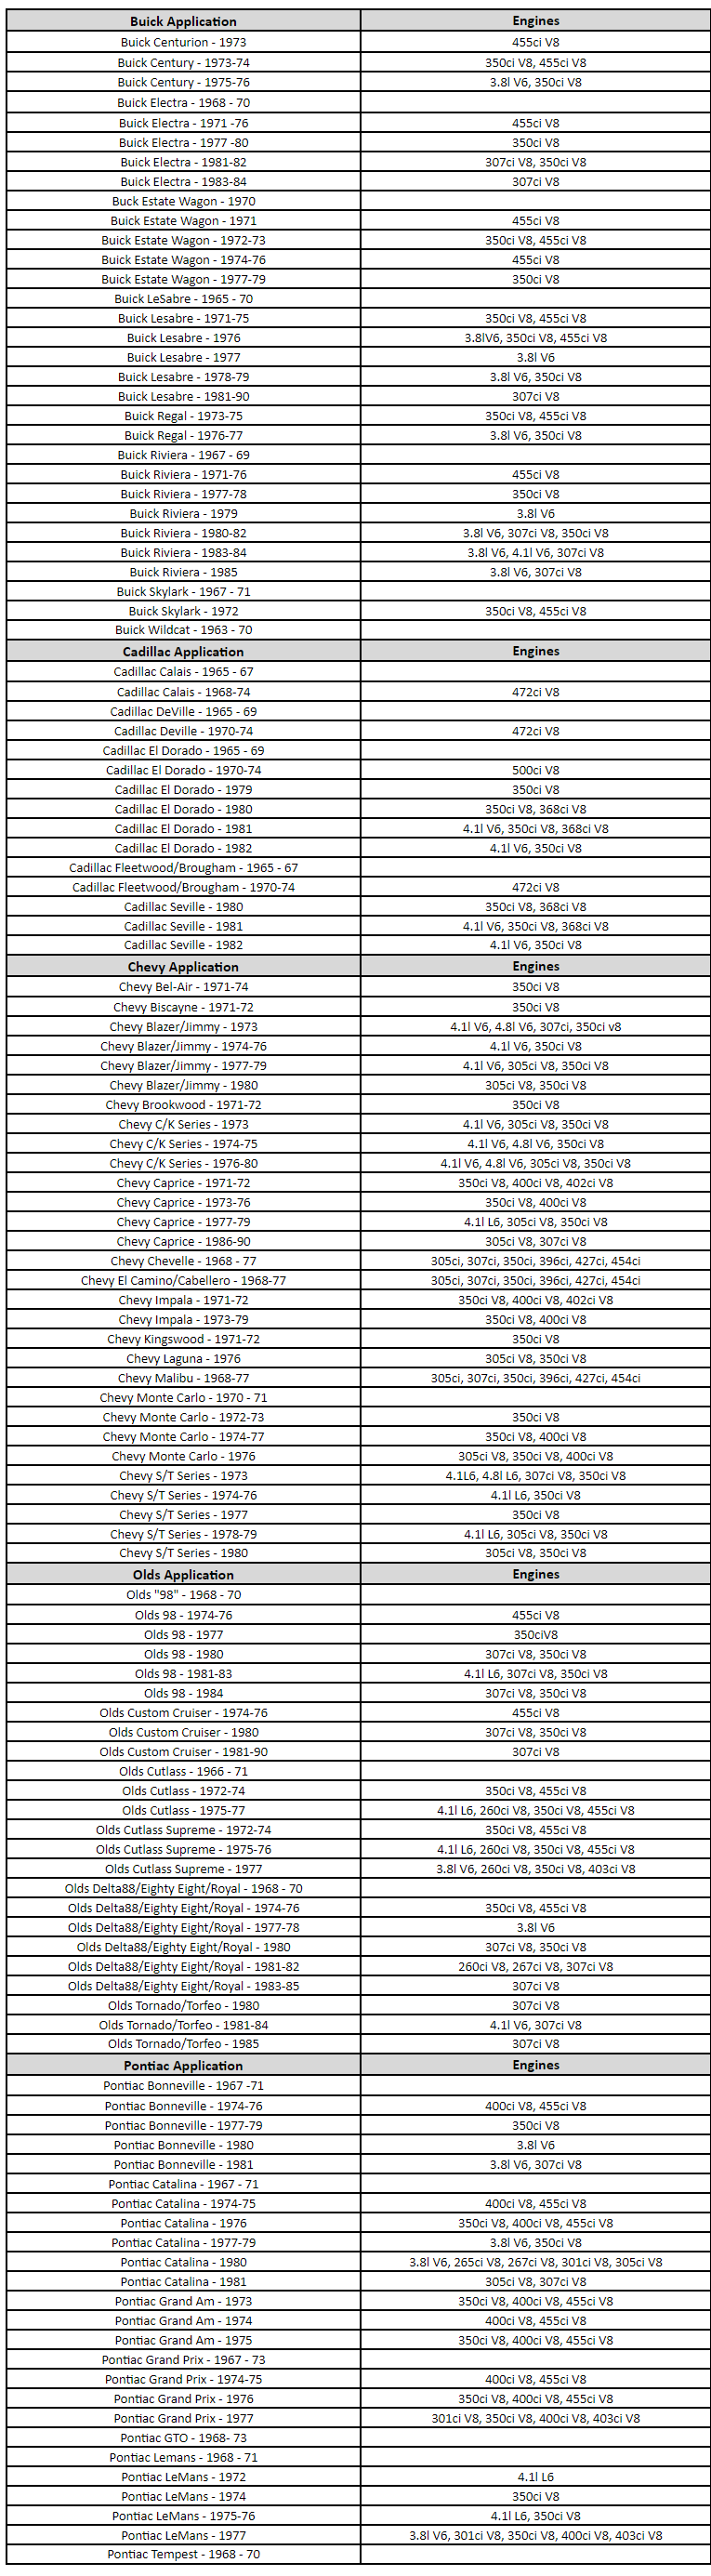 Buick Application Engines
Buick Centurion - 1973 455ci V8
Buick Century - 1973-74 350ci V8, 455ci V8
Buick Century - 1975-76 3.8l V6, 350ci V8
Buick Electra - 1968 - 70
Buick Electra - 1971 -76 455ci V8
Buick Electra - 1977 -80 350ci V8
Buick Electra - 1981-82 307ci V8, 350ci V8
Buick Electra - 1983-84 307ci V8
Buck Estate Wagon - 1970
Buick Estate Wagon - 1971 455ci V8
Buick Estate Wagon - 1972-73 350ci V8, 455ci V8
Buick Estate Wagon - 1974-76 455ci V8
Buick Estate Wagon - 1977-79 350ci V8
Buick LeSabre - 1965 - 70
Buick Lesabre - 1971-75 350ci V8, 455ci V8
Buick Lesabre - 1976 3.8lV6, 350ci V8, 455ci V8
Buick Lesabre - 1977 3.8l V6
Buick Lesabre - 1978-79 3.8l V6, 350ci V8
Buick Lesabre - 1981-90 307ci V8
Buick Regal - 1973-75 350ci V8, 455ci V8
Buick Regal - 1976-77 3.8l V6, 350ci V8
Buick Riviera - 1967 - 69
Buick Riviera - 1971-76 455ci V8
Buick Riviera - 1977-78 350ci V8
Buick Riviera - 1979 3.8l V6
Buick Riviera - 1980-82 3.8l V6, 307ci V8, 350ci V8
Buick Riviera - 1983-84 3.8l V6, 4.1l V6, 307ci V8
Buick Riviera - 1985 3.8l V6, 307ci V8
Buick Skylark - 1967 - 71
Buick Skylark - 1972 350ci V8, 455ci V8
Buick Wildcat - 1963 - 70
Cadillac Application Engines
Cadillac Calais - 1965 - 67
Cadillac Calais - 1968-74 472ci V8
Cadillac DeVille - 1965 - 69
Cadillac Deville - 1970-74 472ci V8
Cadillac El Dorado - 1965 - 69
Cadillac El Dorado - 1970-74 500ci V8
Cadillac El Dorado - 1979 350ci V8
Cadillac El Dorado - 1980 350ci V8, 368ci V8
Cadillac El Dorado - 1981 4.1l V6, 350ci V8, 368ci V8
Cadillac El Dorado - 1982 4.1l V6, 350ci V8
Cadillac Fleetwood/Brougham - 1965 - 67
Cadillac Fleetwood/Brougham - 1970-74 472ci V8
Cadillac Seville - 1980 350ci V8, 368ci V8
Cadillac Seville - 1981 4.1l V6, 350ci V8, 368ci V8
Cadillac Seville - 1982 4.1l V6, 350ci V8
Chevy Application Engines
Chevy Bel-Air - 1971-74 350ci V8
Chevy Biscayne - 1971-72 350ci V8
Chevy Blazer/Jimmy - 1973 4.1l V6, 4.8l V6, 307ci, 350ci v8
Chevy Blazer/Jimmy - 1974-76 4.1l V6, 350ci V8
Chevy Blazer/Jimmy - 1977-79 4.1l V6, 305ci V8, 350ci V8
Chevy Blazer/Jimmy - 1980 305ci V8, 350ci V8
Chevy Brookwood - 1971-72 350ci V8
Chevy C/K Series - 1973 4.1l V6, 305ci V8, 350ci V8
Chevy C/K Series - 1974-75 4.1l V6, 4.8l V6, 350ci V8
Chevy C/K Series - 1976-80 4.1l V6, 4.8l V6, 305ci V8, 350ci V8
Chevy Caprice - 1971-72 350ci V8, 400ci V8, 402ci V8
Chevy Caprice - 1973-76 350ci V8, 400ci V8
Chevy Caprice - 1977-79 4.1l L6, 305ci V8, 350ci V8
Chevy Caprice - 1986-90 305ci V8, 307ci V8
Chevy Chevelle - 1968 - 77 305ci, 307ci, 350ci, 396ci, 427ci, 454ci
Chevy El Camino/Cabellero - 1968-77 305ci, 307ci, 350ci, 396ci, 427ci, 454ci
Chevy Impala - 1971-72 350ci V8, 400ci V8, 402ci V8
Chevy Impala - 1973-79 350ci V8, 400ci V8
Chevy Kingswood - 1971-72 350ci V8
Chevy Laguna - 1976 305ci V8, 350ci V8
Chevy Malibu - 1968-77 305ci, 307ci, 350ci, 396ci, 427ci, 454ci
Chevy Monte Carlo - 1970 - 71
Chevy Monte Carlo - 1972-73 350ci V8
Chevy Monte Carlo - 1974-77 350ci V8, 400ci V8
Chevy Monte Carlo - 1976 305ci V8, 350ci V8, 400ci V8
Chevy S/T Series - 1973 4.1L6, 4.8l L6, 307ci V8, 350ci V8
Chevy S/T Series - 1974-76 4.1l L6, 350ci V8
Chevy S/T Series - 1977 350ci V8
Chevy S/T Series - 1978-79 4.1l L6, 305ci V8, 350ci V8
Chevy S/T Series - 1980 305ci V8, 350ci V8
Olds Application Engines
Olds "98" - 1968 - 70
Olds 98 - 1974-76 455ci V8
Olds 98 - 1977 350ciV8
Olds 98 - 1980 307ci V8, 350ci V8
Olds 98 - 1981-83 4.1l L6, 307ci V8, 350ci V8
Olds 98 - 1984 307ci V8, 350ci V8
Olds Custom Cruiser - 1974-76 455ci V8
Olds Custom Cruiser - 1980 307ci V8, 350ci V8
Olds Custom Cruiser - 1981-90 307ci V8
Olds Cutlass - 1966 - 71
Olds Cutlass - 1972-74 350ci V8, 455ci V8
Olds Cutlass - 1975-77 4.1l L6, 260ci V8, 350ci V8, 455ci V8
Olds Cutlass Supreme - 1972-74 350ci V8, 455ci V8
Olds Cutlass Supreme - 1975-76 4.1l L6, 260ci V8, 350ci V8, 455ci V8
Olds Cutlass Supreme - 1977 3.8l V6, 260ci V8, 350ci V8, 403ci V8
Olds Delta88/Eighty Eight/Royal - 1968 - 70
Olds Delta88/Eighty Eight/Royal - 1974-76 350ci V8, 455ci V8
Olds Delta88/Eighty Eight/Royal - 1977-78 3.8l V6
Olds Delta88/Eighty Eight/Royal - 1980 307ci V8, 350ci V8
Olds Delta88/Eighty Eight/Royal - 1981-82 260ci V8, 267ci V8, 307ci V8
Olds Delta88/Eighty Eight/Royal - 1983-85 307ci V8
Olds Tornado/Torfeo - 1980 307ci V8
Olds Tornado/Torfeo - 1981-84 4.1l V6, 307ci V8
Olds Tornado/Torfeo - 1985 307ci V8
Pontiac Application Engines
Pontiac Bonneville - 1967 -71
Pontiac Bonneville - 1974-76 400ci V8, 455ci V8
Pontiac Bonneville - 1977-79 350ci V8
Pontiac Bonneville - 1980 3.8l V6
Pontiac Bonneville - 1981 3.8l V6, 307ci V8
Pontiac Catalina - 1967 - 71
Pontiac Catalina - 1974-75 400ci V8, 455ci V8
Pontiac Catalina - 1976 350ci V8, 400ci V8, 455ci V8
Pontiac Catalina - 1977-79 3.8l V6, 350ci V8
Pontiac Catalina - 1980 3.8l V6, 265ci V8, 267ci V8, 301ci V8, 305ci V8
Pontiac Catalina - 1981 305ci V8, 307ci V8
Pontiac Grand Am - 1973 350ci V8, 400ci V8, 455ci V8
Pontiac Grand Am - 1974 400ci V8, 455ci V8
Pontiac Grand Am - 1975 350ci V8, 400ci V8, 455ci V8
Pontiac Grand Prix - 1967 - 73
Pontiac Grand Prix - 1974-75 400ci V8, 455ci V8
Pontiac Grand Prix - 1976 350ci V8, 400ci V8, 455ci V8
Pontiac Grand Prix - 1977 301ci V8, 350ci V8, 400ci V8, 403ci V8
Pontiac GTO - 1968- 73
Pontiac Lemans - 1968 - 71
Pontiac LeMans - 1972 4.1l L6
Pontiac LeMans - 1974 350ci V8
Pontiac LeMans - 1975-76 4.1l L6, 350ci V8
Pontiac LeMans - 1977 3.8l V6, 301ci V8, 350ci V8, 400ci V8, 403ci V8
Pontiac Tempest - 1968 - 70